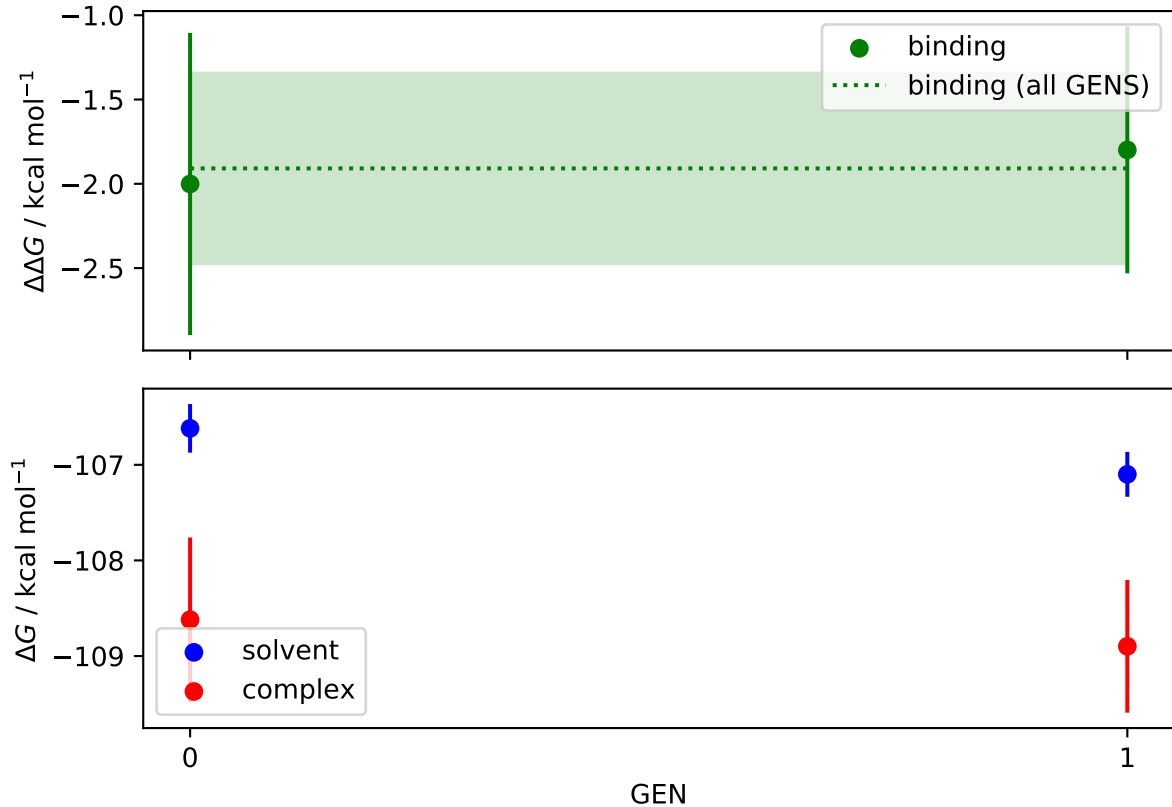 −1.0
−1.5
−2.0
−2.5
ΔΔG / kcal mol⁻¹
binding
binding (all GENS)
−107
−108
−109
ΔG / kcal mol⁻¹
solvent
complex
0
1
GEN